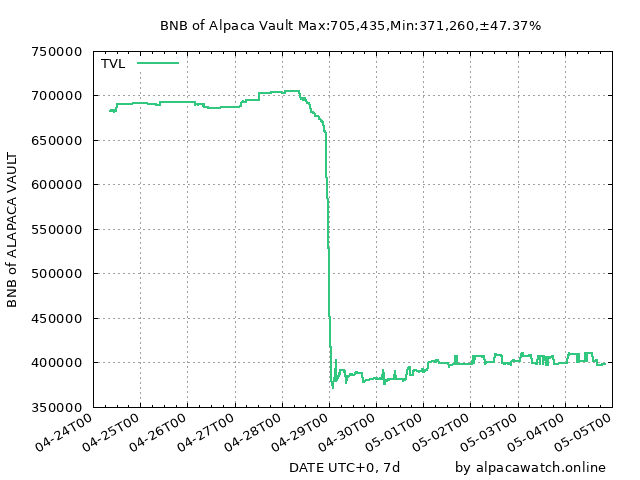 BNB of Alpaca Vault Max:705,435,Min:371,260,±47.37%
TVL
BNB of ALAPACA VAULT
750000
700000
650000
600000
550000
500000
450000
400000
350000
04-24T00
04-25T00
04-26T00
04-27T00
04-28T00
04-29T00
04-30T00
05-01T00
05-02T00
05-03T00
05-04T00
05-05T00
DATE UTC+0, 7d
by alpacawatch.online